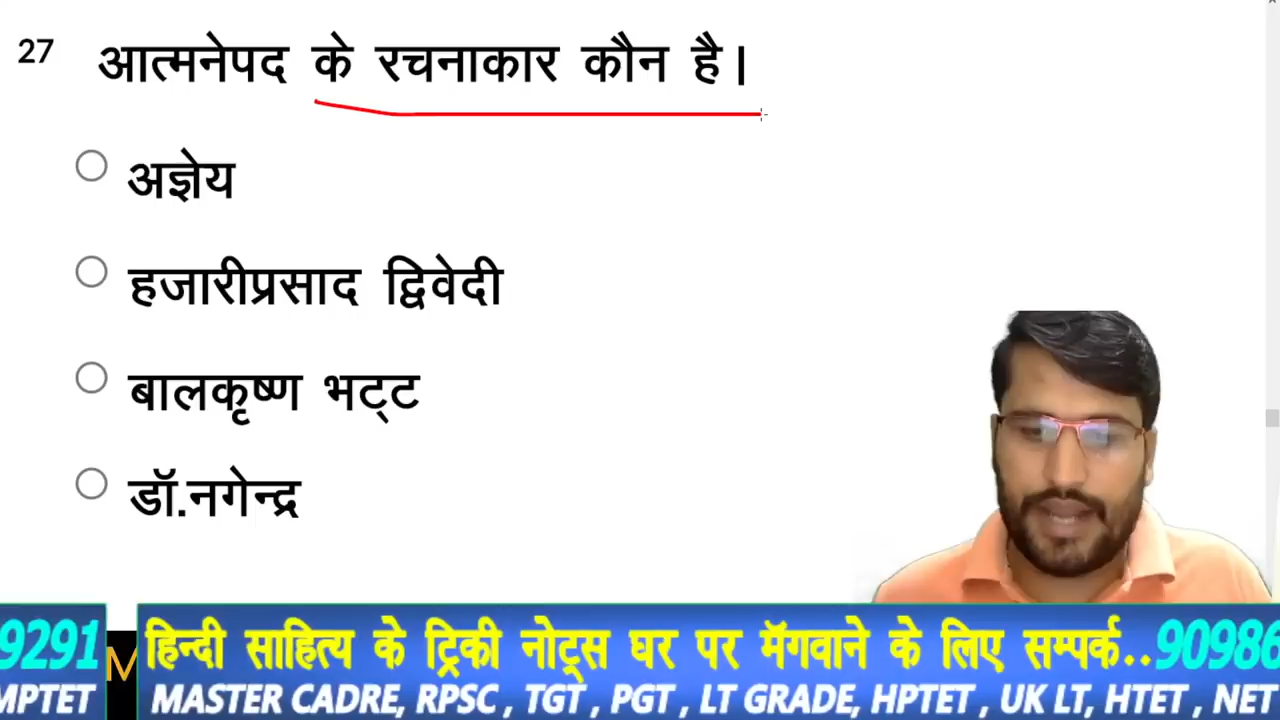 27 आत्मनेपद के रचनाकार कौन है।
अज्ञेय
हजारीप्रसाद द्विवेदी
बालकृष्ण भट्ट
डॉ.नगेन्द्र
9291 हिन्दी साहित्य के ट्रिकी नोट्स घर पर मॅगवाने के लिए सम्पर्क..9098
MPTET MASTER CADRE, RPSC , TGT , PGT , LT GRADE, HPTET , UK LT, HTET , NET